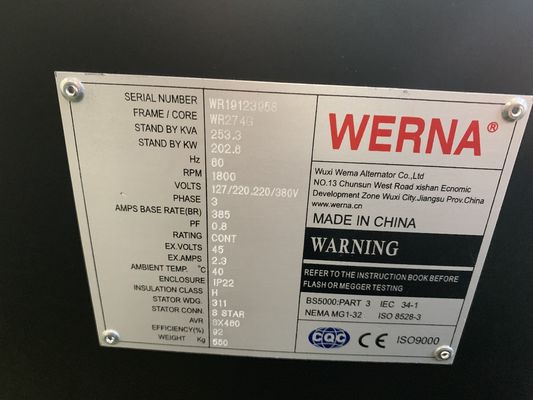 SERIAL NUMBER WR19123958
FRAME / CORE WR274G
STAND BY KVA 253.3
STAND BY KW 202.6
Hz 60
RPM 1800
VOLTS 127/220.220/380V
PHASE 3
AMPS BASE RATE(BR) 385
PF 0.8
RATING CONT
EX.VOLTS 45
EX.AMPS 2.3
AMBIENT TEMP. °C 40
ENCLOSURE IP22
INSULATION CLASS H
STATOR WDG. 311
STATOR CONN. S STAR
AVR SX460
EFFICIENCY(%) 92
WEIGHT Kg 580
WERNA®
Wuxi Werna Alternator Co.,Ltd
NO.13 Chunsun West Road xishan Ecnomic
Development Zone Wuxi City.Jiangsu Prov.China
www.werna.cn
MADE IN CHINA
WARNING
REFER TO THE INSTRUCTION BOOK BEFORE
FLASH OR MEGGER TESTING
BS5000:PART 3 IEC 34-1
NEMA MG1-32 ISO 8528-3
CQC CE ISO9000